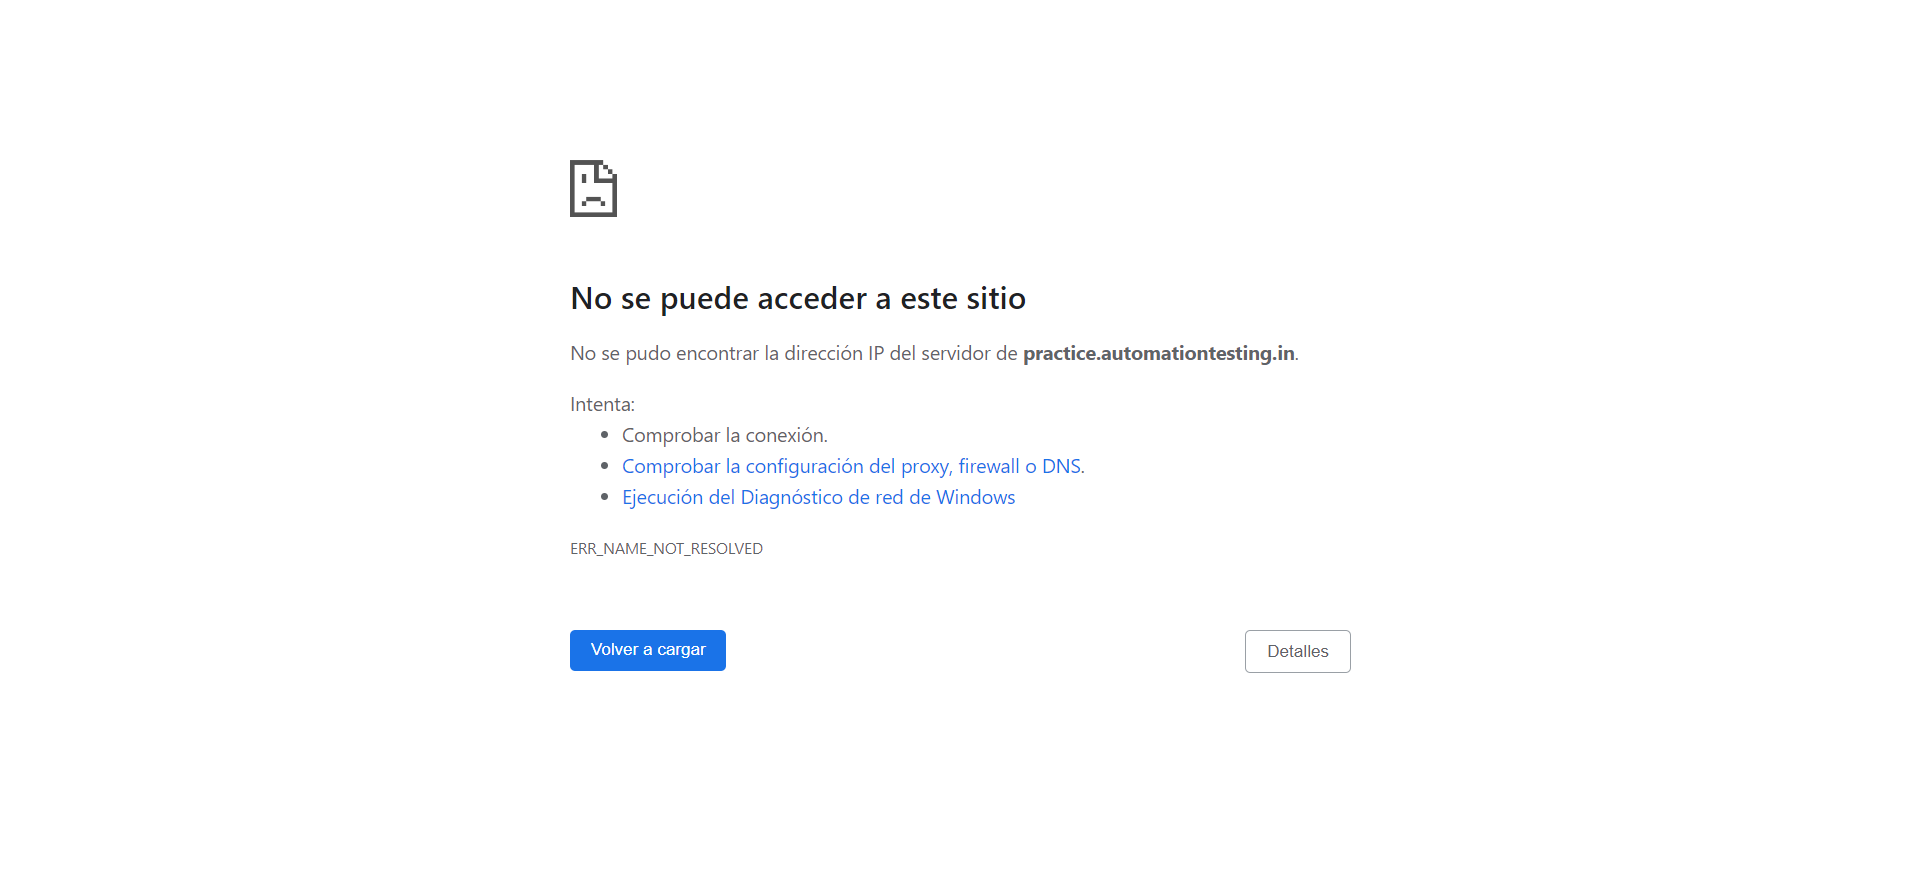 No se puede acceder a este sitio
No se pudo encontrar la dirección IP del servidor de practice.automationtesting.in.
Intenta:
Comprobar la conexión.
Comprobar la configuración del proxy, firewall o DNS.
Ejecución del Diagnóstico de red de Windows
ERR_NAME_NOT_RESOLVED
Volver a cargar
Detalles